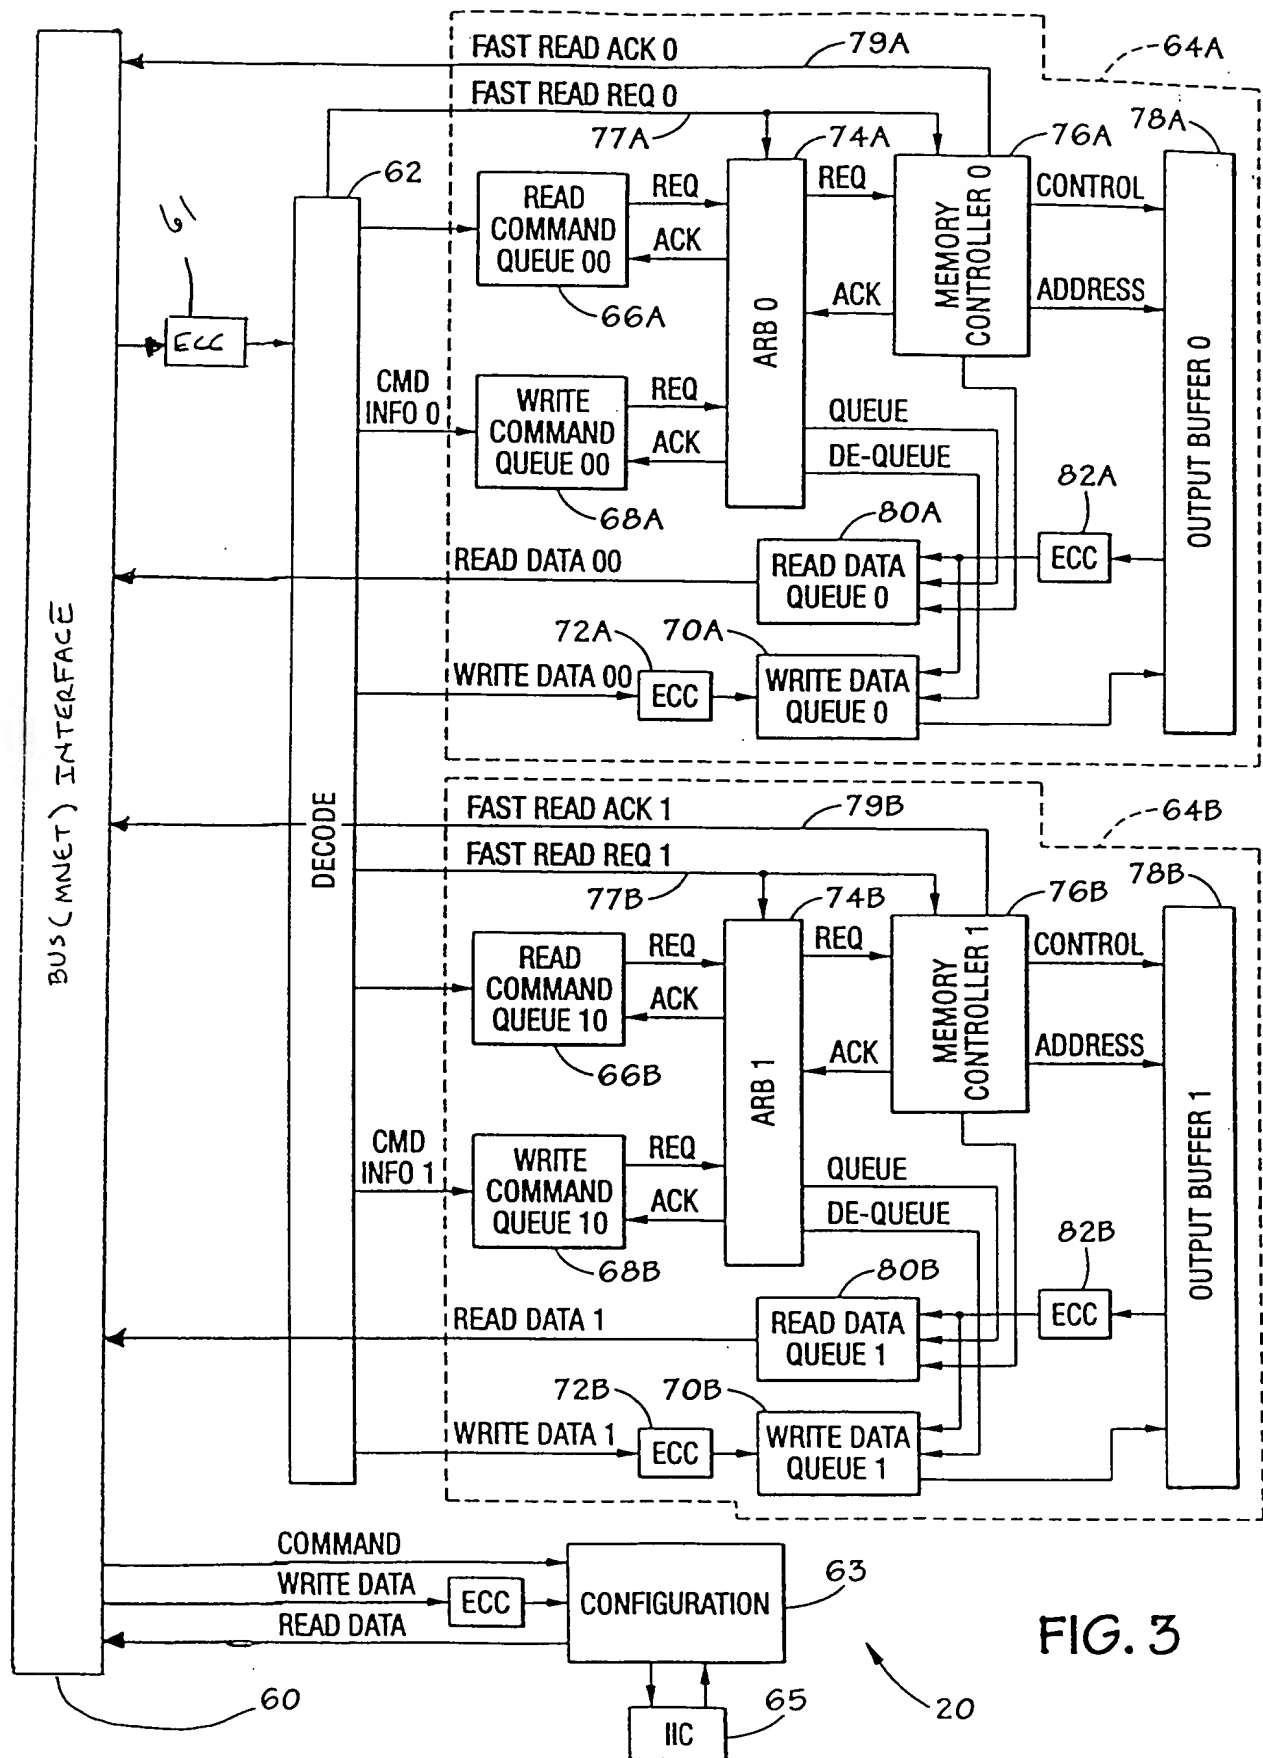 FAST READ ACK 0
79A
64A
FAST READ REQ 0
77A
74A
76A
78A
62
61
ECC
READ
COMMAND
QUEUE 00
REQ
ACK
66A
ARB 0
REQ
ACK
MEMORY
CONTROLLER 0
CONTROL
ADDRESS
OUTPUT BUFFER 0
CMD
INFO 0
WRITE
COMMAND
QUEUE 00
REQ
ACK
68A
QUEUE
DE-QUEUE
82A
ECC
80A
READ DATA 00
READ DATA
QUEUE 0
72A
70A
WRITE DATA 00
ECC
WRITE DATA
QUEUE 0
BUS (MNET) INTERFACE
DECODE
FAST READ ACK 1
79B
64B
FAST READ REQ 1
77B
74B
76B
78B
READ
COMMAND
QUEUE 10
REQ
ACK
66B
ARB 1
REQ
ACK
MEMORY
CONTROLLER 1
CONTROL
ADDRESS
OUTPUT BUFFER 1
CMD
INFO 1
WRITE
COMMAND
QUEUE 10
REQ
ACK
68B
QUEUE
DE-QUEUE
82B
ECC
80B
READ DATA 1
READ DATA
QUEUE 1
72B
70B
WRITE DATA 1
ECC
WRITE DATA
QUEUE 1
COMMAND
WRITE DATA
ECC
READ DATA
CONFIGURATION
63
60
IIC
65
20
FIG. 3